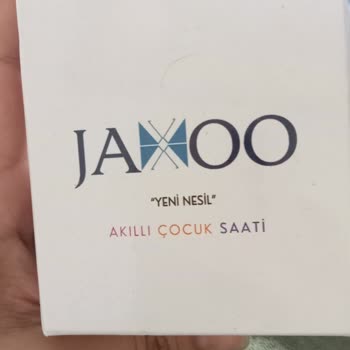 JAXOO
"YENİ NESİL"
AKILLI ÇOCUK SAATİ